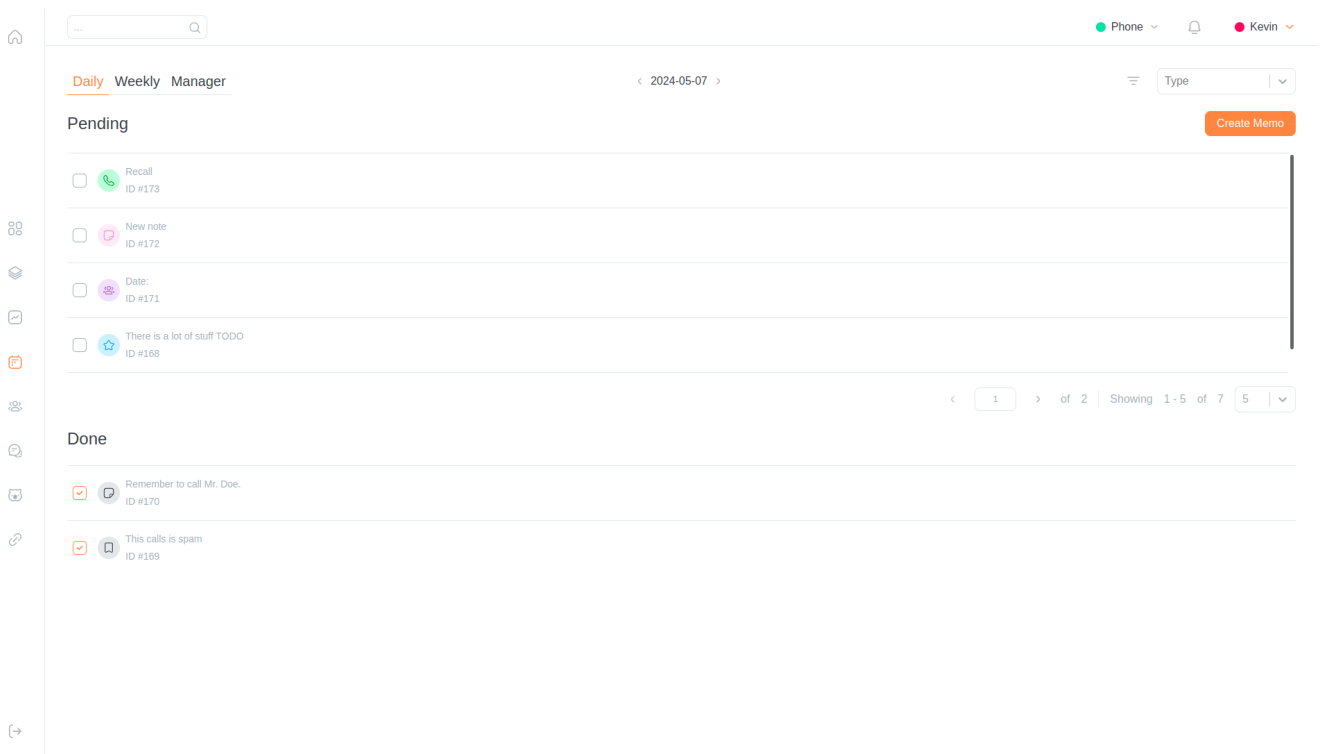 ...
Phone
Kevin
Daily Weekly Manager
2024-05-07
Type
Pending
Create Memo
Recall
ID #173
New note
ID #172
Date:
ID #171
There is a lot of stuff TODO
ID #168
1 of 2 Showing 1 - 5 of 7 5
Done
Remember to call Mr. Doe.
ID #170
This calls is spam
ID #169